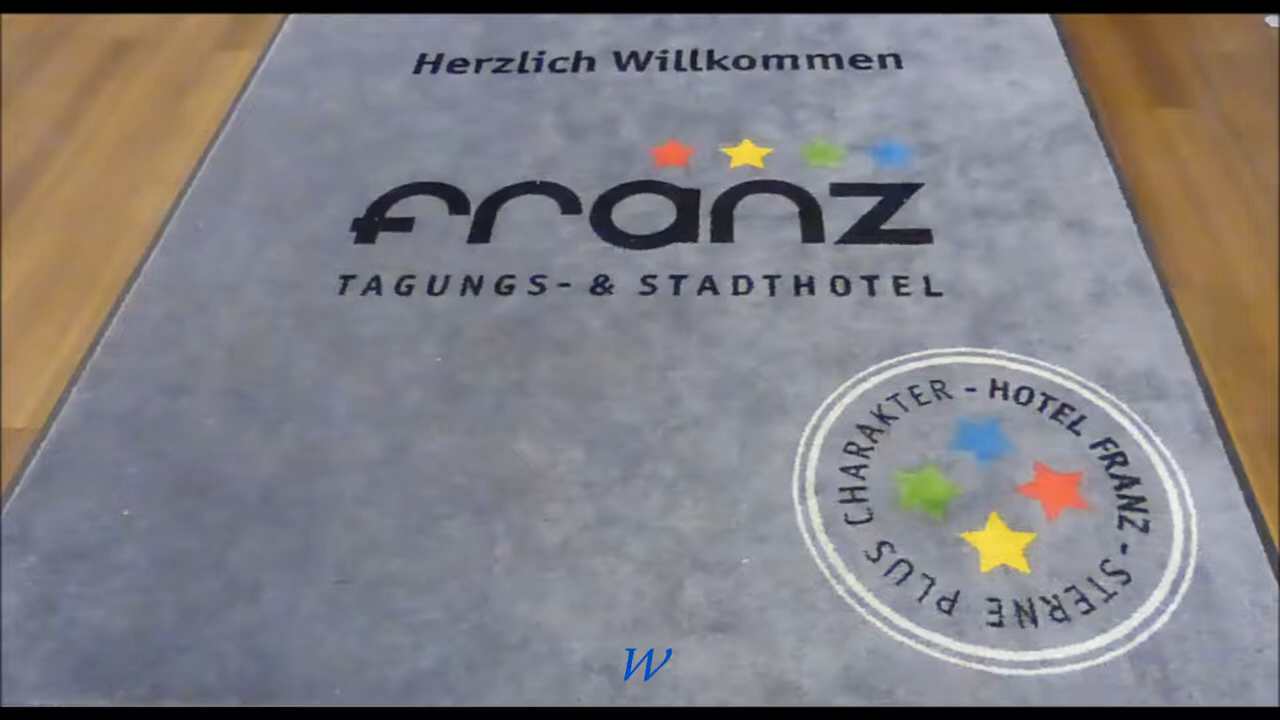 Herzlich Willkommen
franz
TAGUNGS- & STADTHOTEL
CHARAKTER - HOTEL FRANZ - STERNE PLUS
W